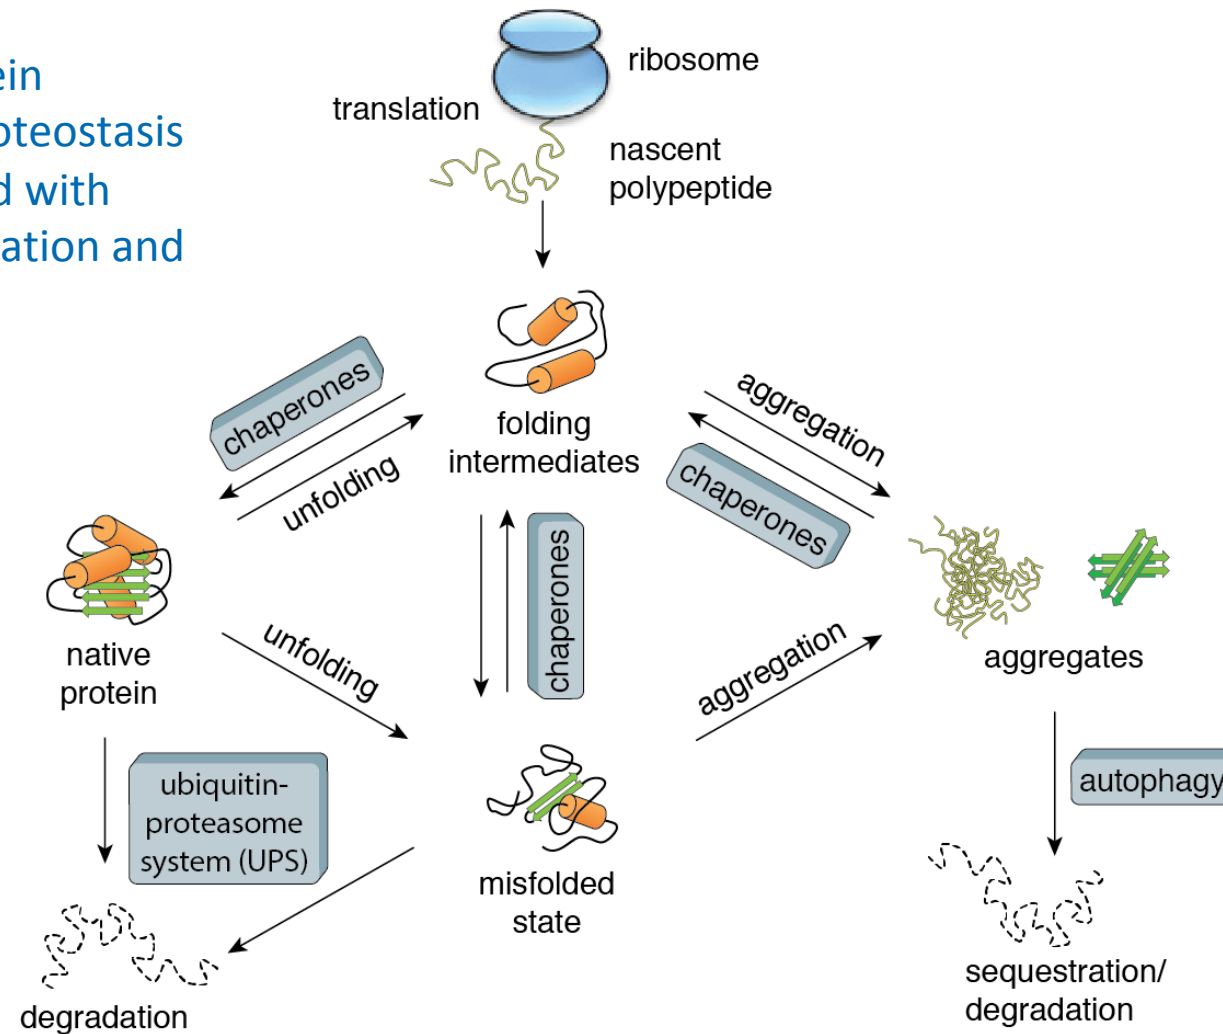 ein
oteostasis
d with
ation and
ribosome
translation
nascent
polypeptide
chaperones
unfolding
folding
intermediates
aggregation
chaperones
chaperones
native
protein
unfolding
aggregation
aggregates
ubiquitin-
proteasome
system (UPS)
misfolded
state
autophagy
degradation
sequestration/
degradation